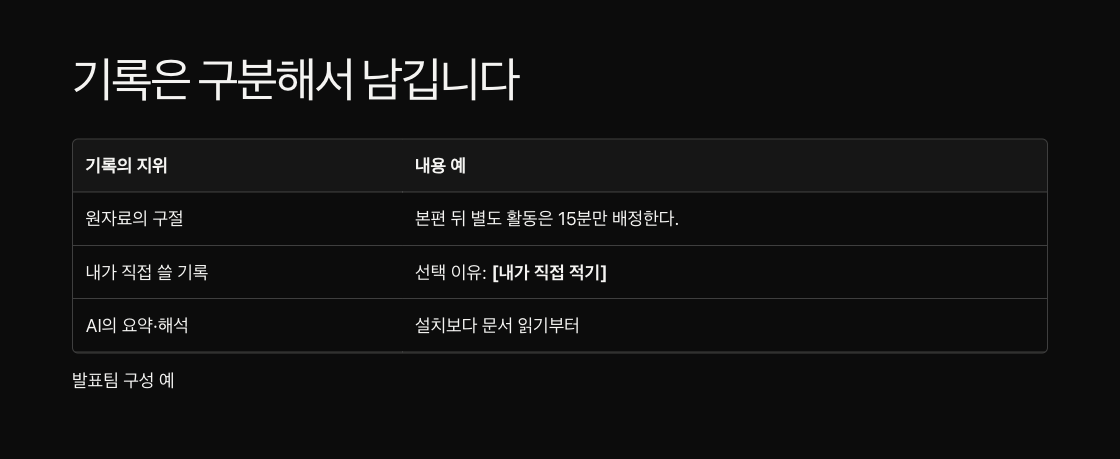 기록은 구분해서 남깁니다
기록의 지위 내용 예
원자료의 구절 본편 뒤 별도 활동은 15분만 배정한다.
내가 직접 쓸 기록 선택 이유: [내가 직접 적기]
AI의 요약·해석 설치보다 문서 읽기부터
발표팀 구성 예